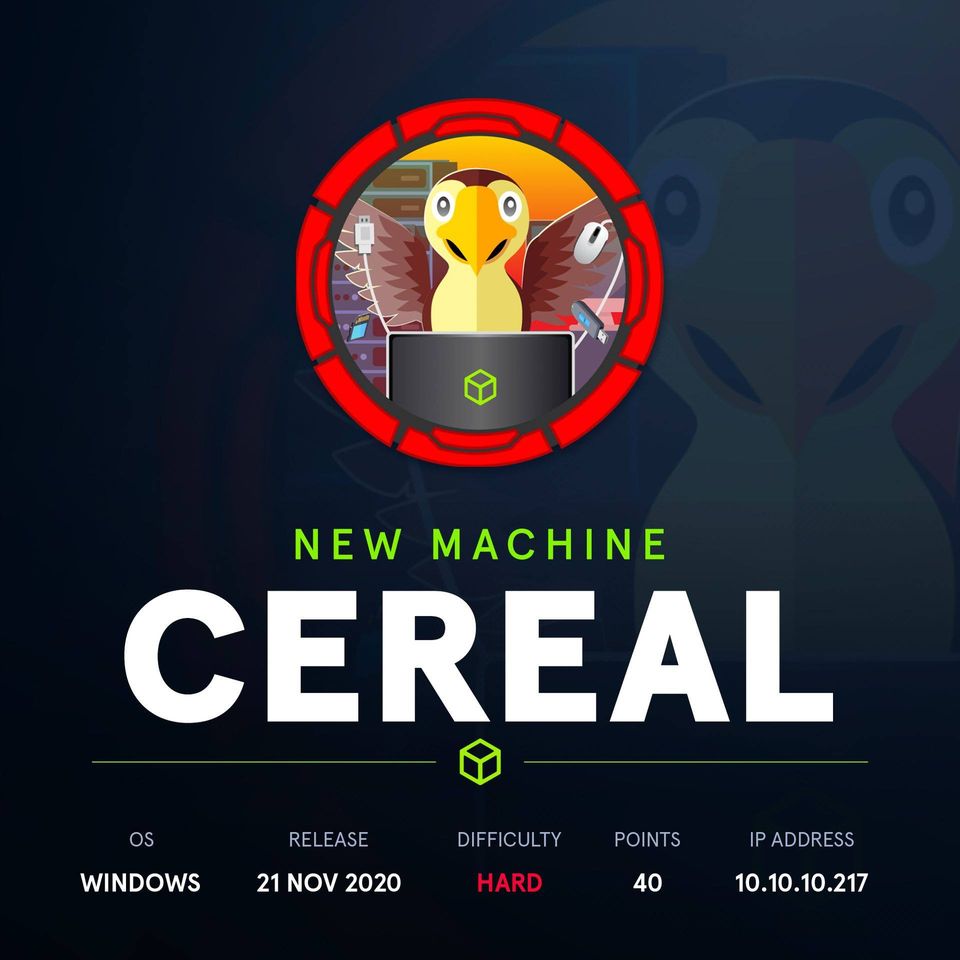 NEW MACHINE
CEREAL
OS RELEASE DIFFICULTY POINTS IP ADDRESS
WINDOWS 21 NOV 2020 HARD 40 10.10.10.217